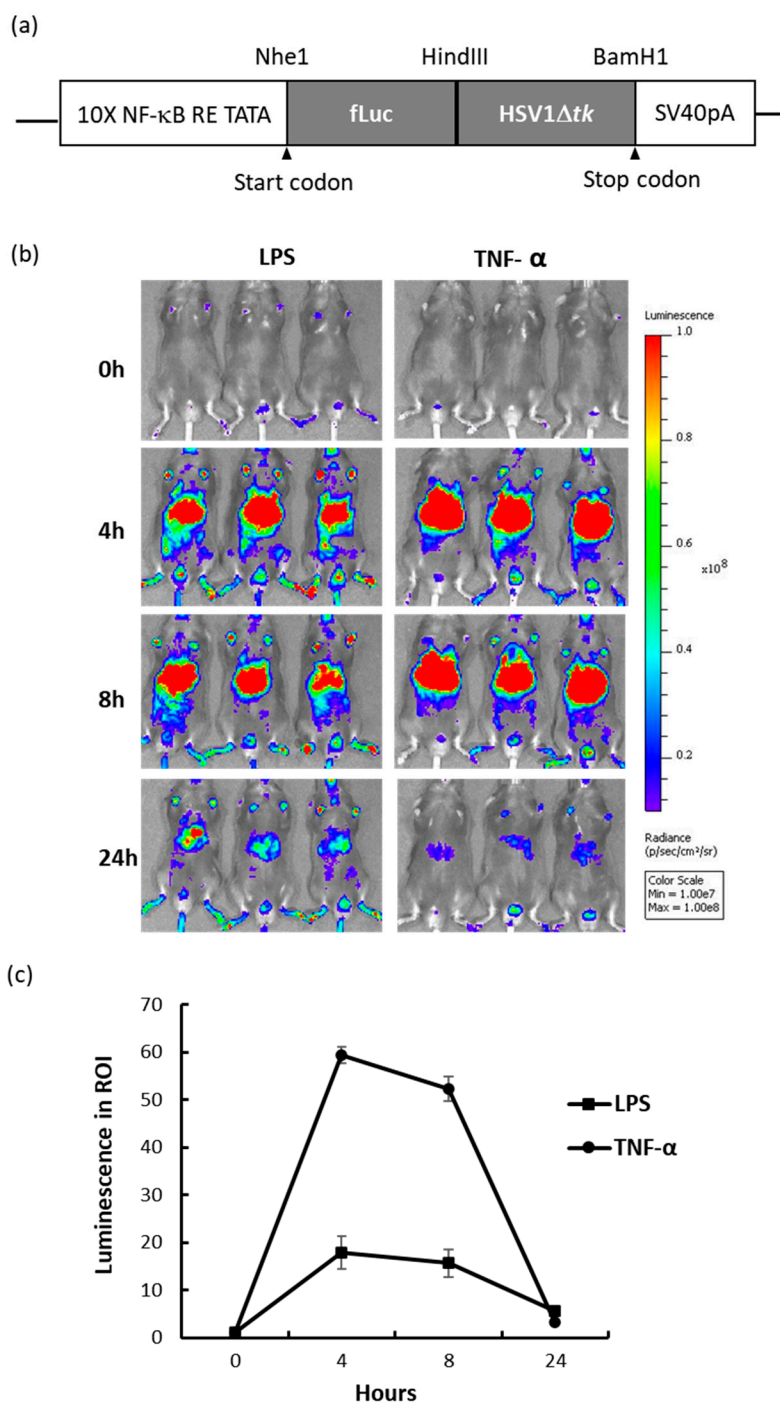 (a)
Nhe1 HindIII BamH1
10X NF-κB RE TATA fLuc HSV1Δtk SV40pA
Start codon Stop codon
(b)
LPS TNF- α
0h
4h
8h
24h
Luminescence
1.0
0.8
0.6
x10⁸
0.4
0.2
Radiance
(p/sec/cm²/sr)
Color Scale
Min = 1.00e7
Max = 1.00e8
(c)
Luminescence in ROI
70
60
50
40
30
20
10
0
LPS
TNF-α
0 4 8 24
Hours